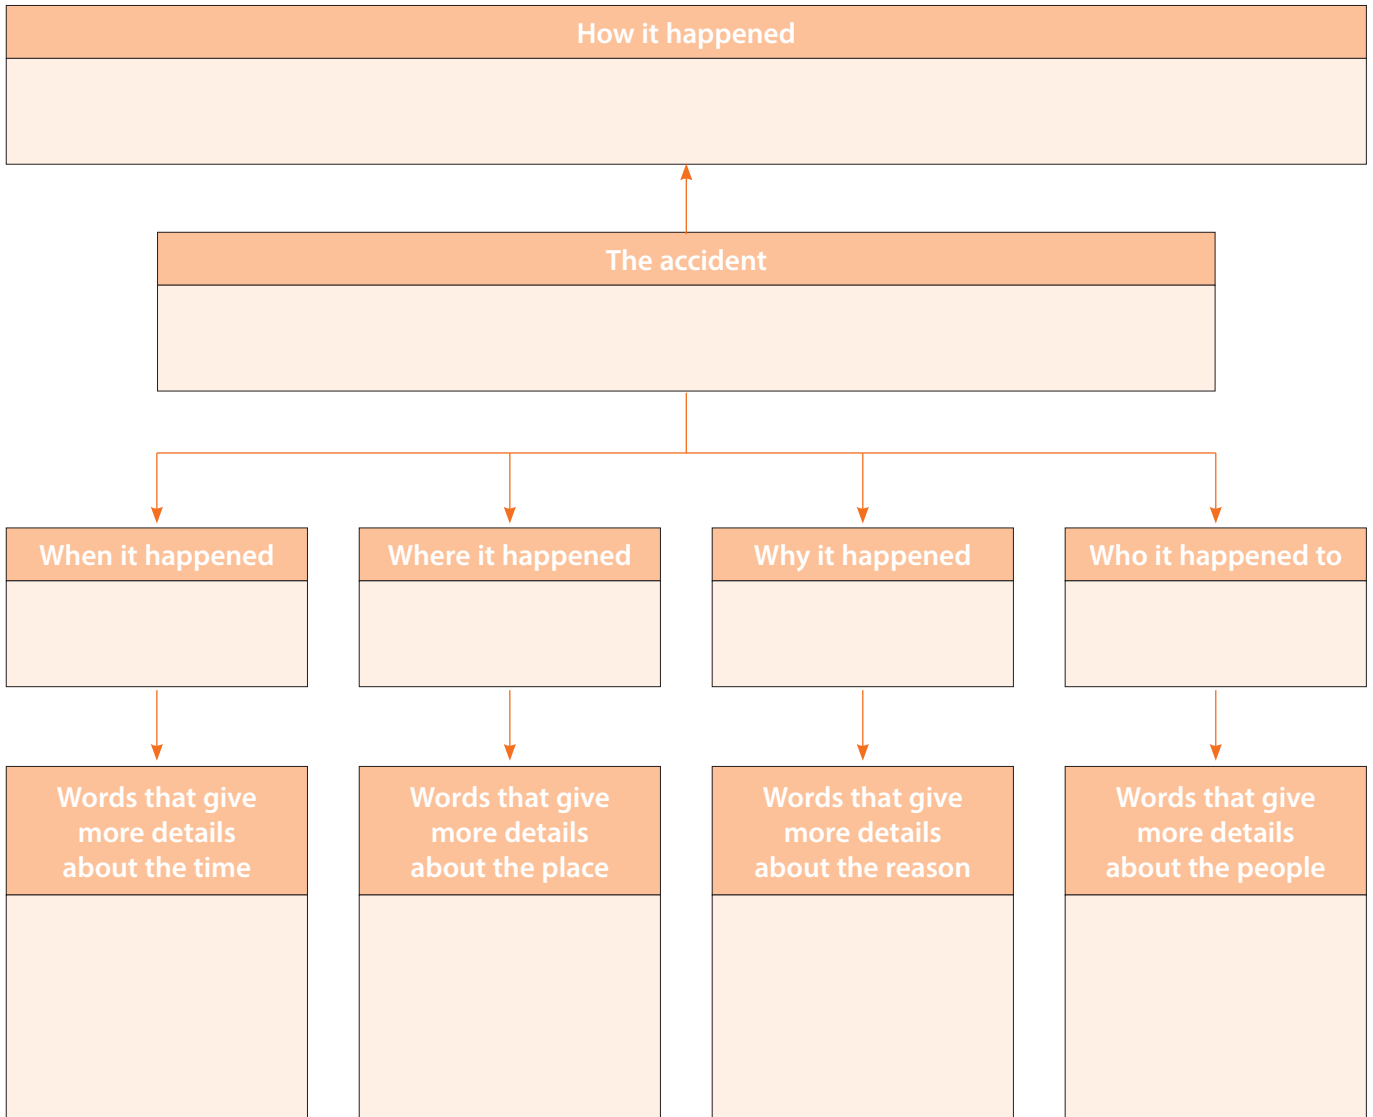 How it happened
The accident
When it happened
Where it happened
Why it happened
Who it happened to
Words that give
more details
about the time
Words that give
more details
about the place
Words that give
more details
about the reason
Words that give
more details
about the people